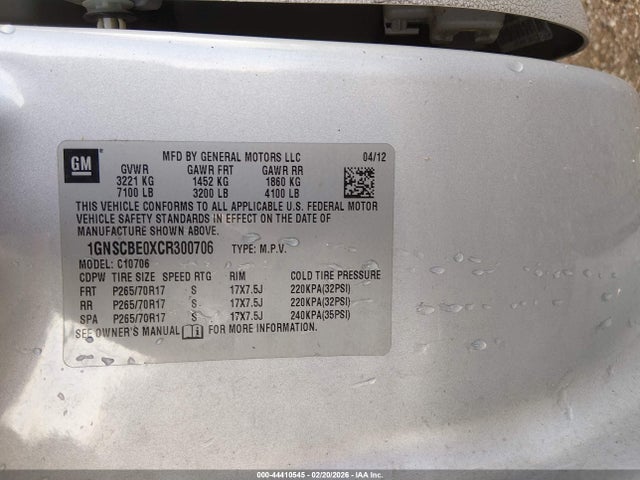 GM
MFD BY GENERAL MOTORS LLC 04/12
GVWR GAWR FRT GAWR RR
3221 KG 1452 KG 1860 KG
7100 LB 3200 LB 4100 LB
THIS VEHICLE CONFORMS TO ALL APPLICABLE U.S. FEDERAL MOTOR
VEHICLE SAFETY STANDARDS IN EFFECT ON THE DATE OF
MANUFACTURE SHOWN ABOVE.
1GNSCBE0XCR300706 TYPE: M.P.V.
MODEL: C10706
CDPW TIRE SIZE SPEED RTG RIM COLD TIRE PRESSURE
FRT P265/70R17 S 17X7.5J 220KPA(32PSI)
RR P265/70R17 S 17X7.5J 220KPA(32PSI)
SPA P265/70R17 S 17X7.5J 240KPA(35PSI)
SEE OWNER'S MANUAL FOR MORE INFORMATION.
000-44410545 - 02/20/2026 - IAA Inc.